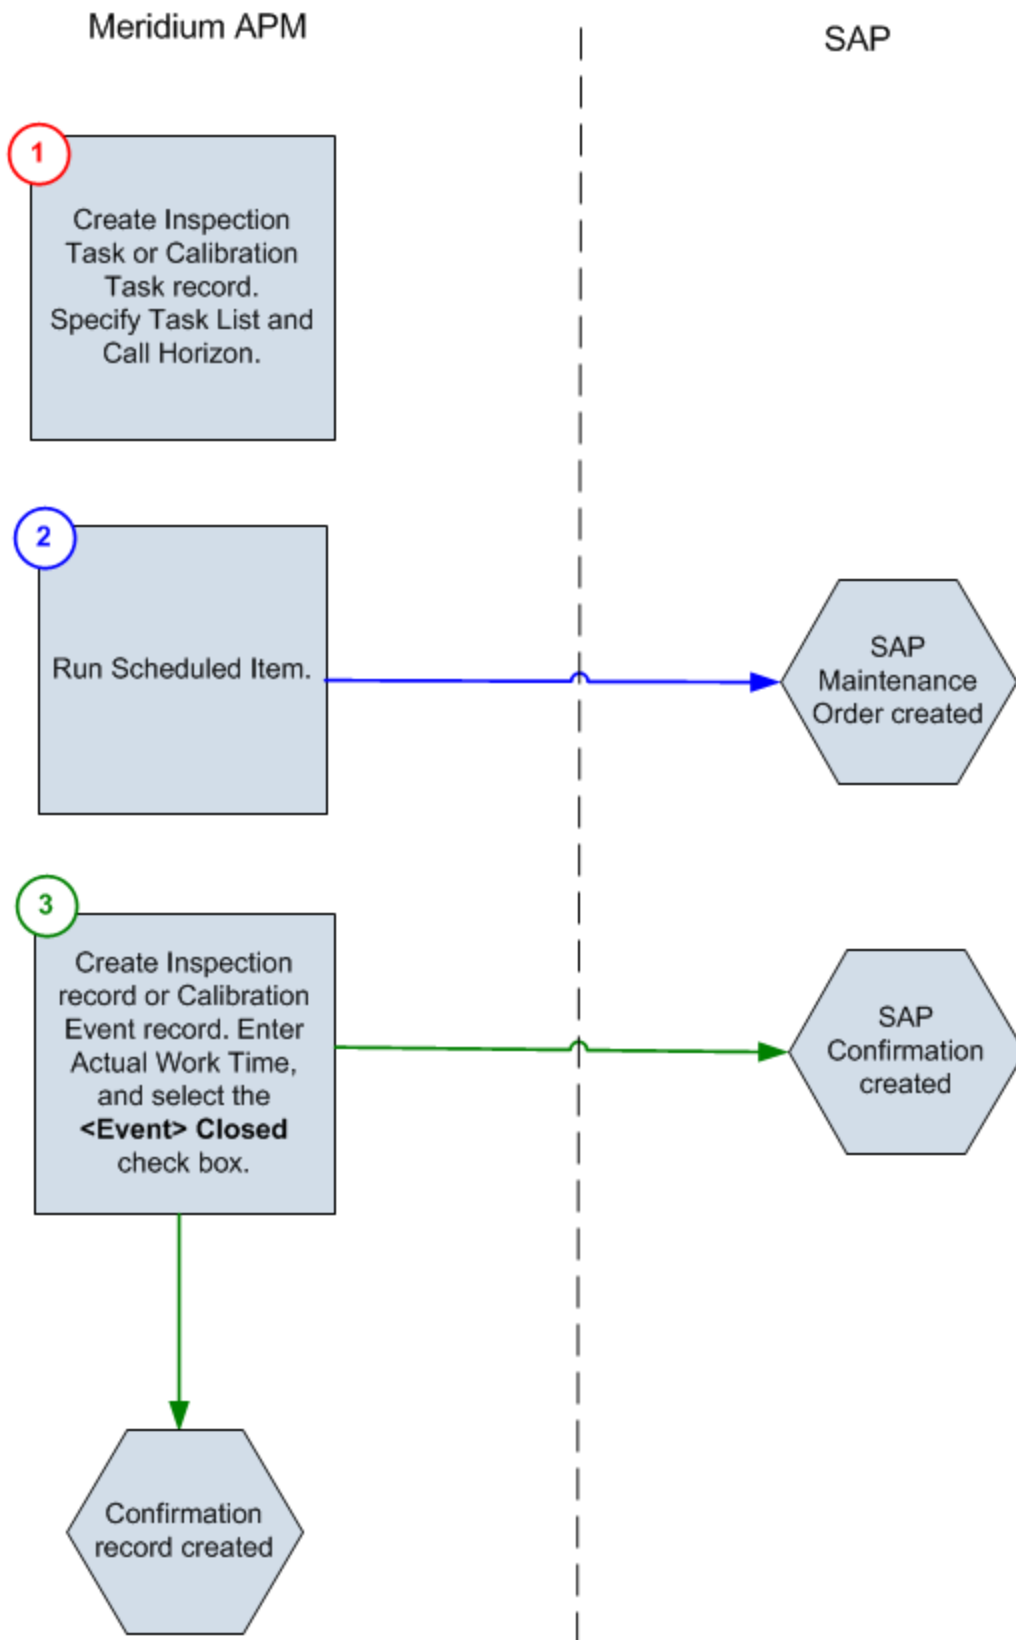 Meridium APM
SAP
1
Create Inspection
Task or Calibration
Task record.
Specify Task List and
Call Horizon.
2
Run Scheduled Item.
SAP
Maintenance
Order created
3
Create Inspection
record or Calibration
Event record. Enter
Actual Work Time,
and select the
<Event> Closed
check box.
SAP
Confirmation
created
Confirmation
record created